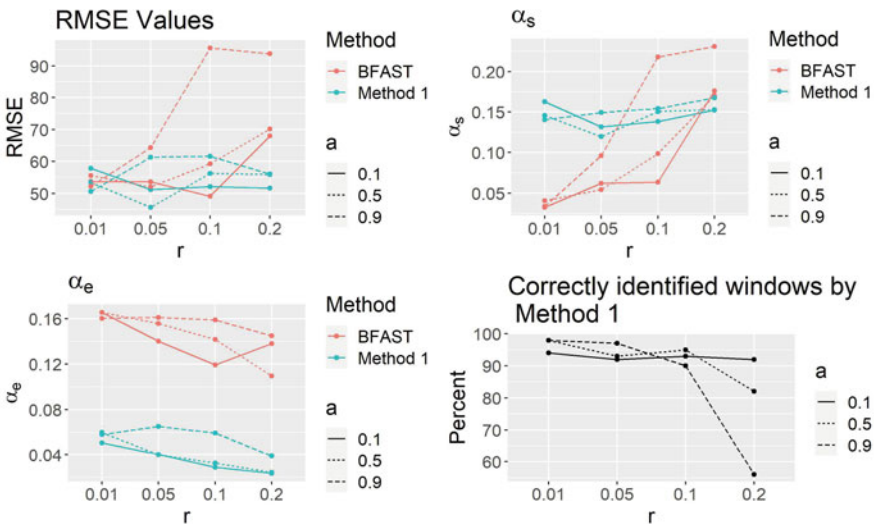 RMSE Values
RMSE
90
80
70
60
50
0.01 0.05 0.1 0.2
r
Method
BFAST
Method 1
a
0.1
0.5
0.9
αs
αs
0.20
0.15
0.10
0.05
0.01 0.05 0.1 0.2
r
Method
BFAST
Method 1
a
0.1
0.5
0.9
αe
αe
0.16
0.12
0.08
0.04
0.01 0.05 0.1 0.2
r
Method
BFAST
Method 1
a
0.1
0.5
0.9
Correctly identified windows by
Method 1
Percent
100
90
80
70
60
0.01 0.05 0.1 0.2
r
a
0.1
0.5
0.9